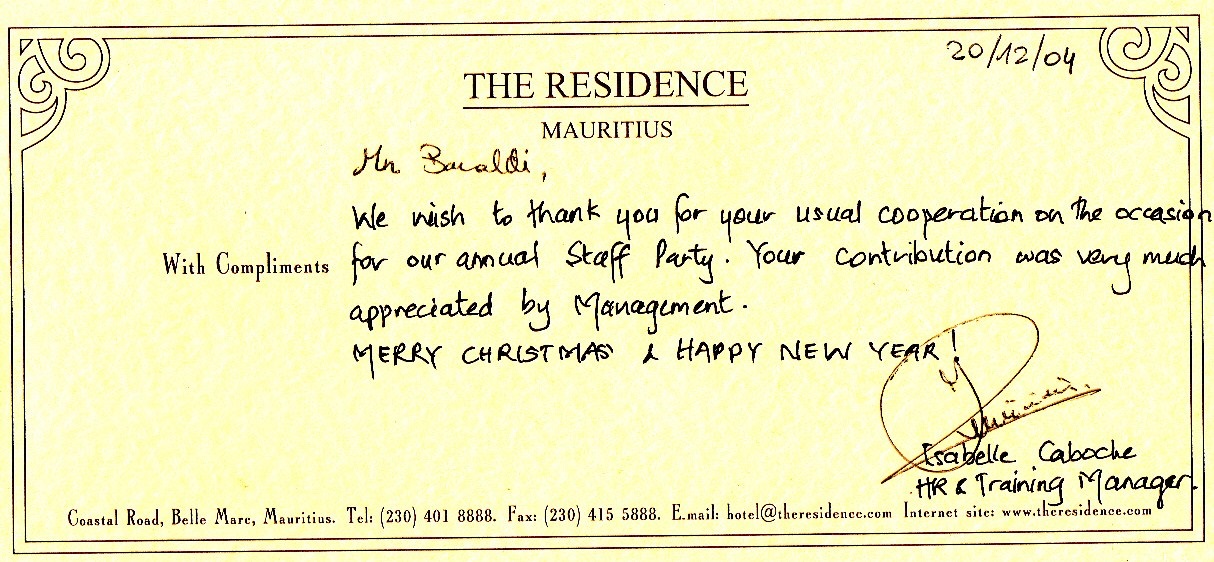 20/12/04
THE RESIDENCE
MAURITIUS
Mr. Baraldi,
We wish to thank you for your usual cooperation on the occasion
With Compliments
for our annual Staff Party. Your contribution was very much
appreciated by Management.
MERRY CHRISTMAS & HAPPY NEW YEAR!
Isabelle Caboche
HR & Training Manager.
Coastal Road, Belle Mare, Mauritius. Tel: (230) 401 8888. Fax: (230) 415 5888. E.mail: hotel@theresidence.com Internet site: www.theresidence.com